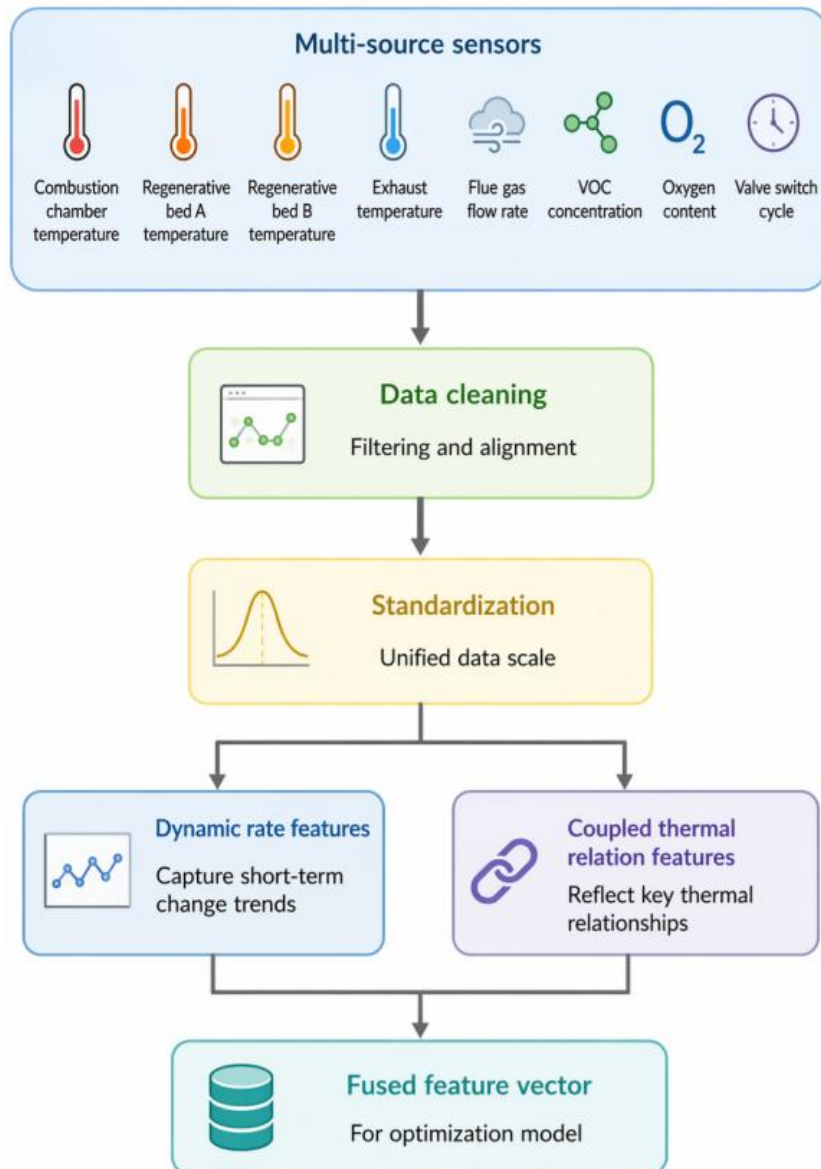 Multi-source sensors
Combustion
chamber
temperature
Regenerative
bed A
temperature
Regenerative
bed B
temperature
Exhaust
temperature
Flue gas
flow rate
VOC
concentration
O₂
Oxygen
content
Valve switch
cycle
Data cleaning
Filtering and alignment
Standardization
Unified data scale
Dynamic rate features
Capture short-term
change trends
Coupled thermal
relation features
Reflect key thermal
relationships
Fused feature vector
For optimization model